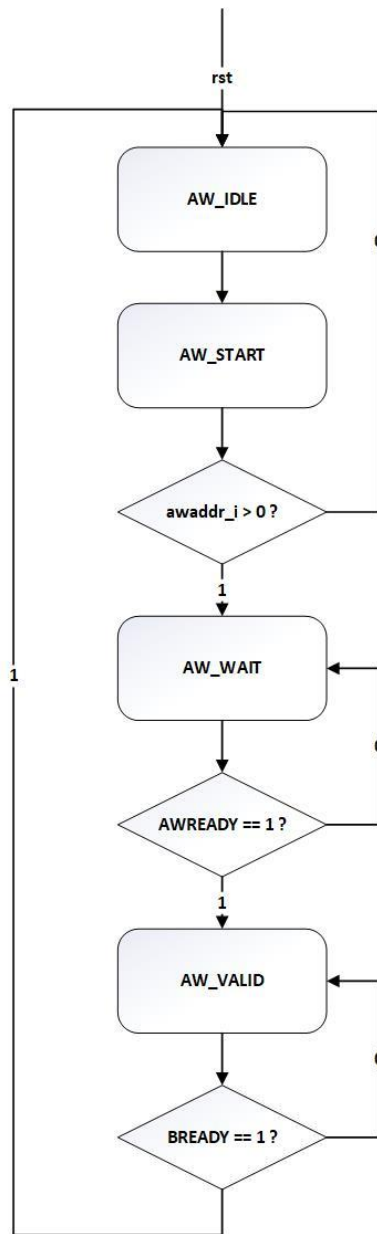 rst
AW_IDLE
AW_START
awaddr_i > 0 ?
1
AW_WAIT
1
AWREADY == 1 ?
1
AW_VALID
BREADY == 1 ?